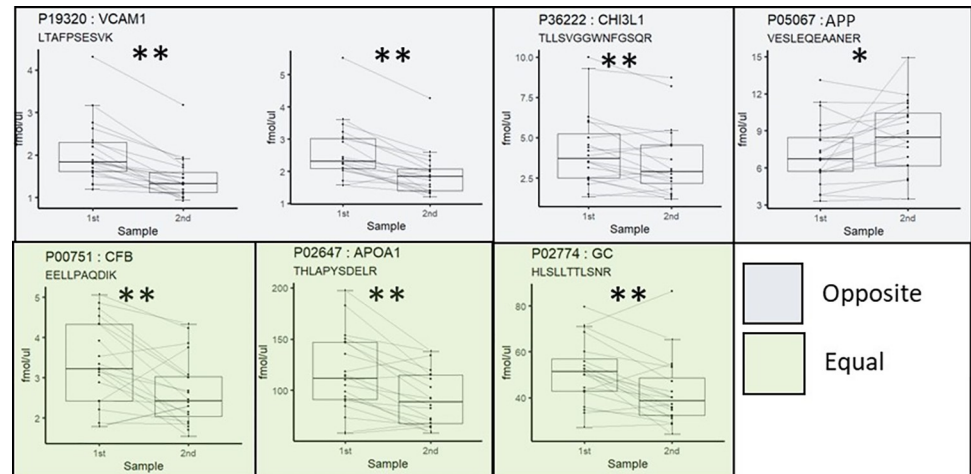 P19320 : VCAM1
LTAFPSESVK
**
fmol/ul
4
3
2
1
1st 2nd
Sample
**
fmol/ul
5
4
3
2
1
1st 2nd
Sample
P36222 : CHI3L1
TLLSVGGWNFGSQR
**
fmol/ul
10.0
7.5
5.0
2.5
1st 2nd
Sample
P05067 : APP
VESLEQEAANER
*
fmol/ul
15
12
9
6
3
1st 2nd
Sample
P00751 : CFB
EELLPAQDIK
**
fmol/ul
5
4
3
2
1st 2nd
Sample
P02647 : APOA1
THLAPYSDELR
**
fmol/ul
200
150
100
1st 2nd
Sample
P02774 : GC
HLSLLTTLSNR
**
fmol/ul
80
60
40
1st 2nd
Sample
Opposite
Equal